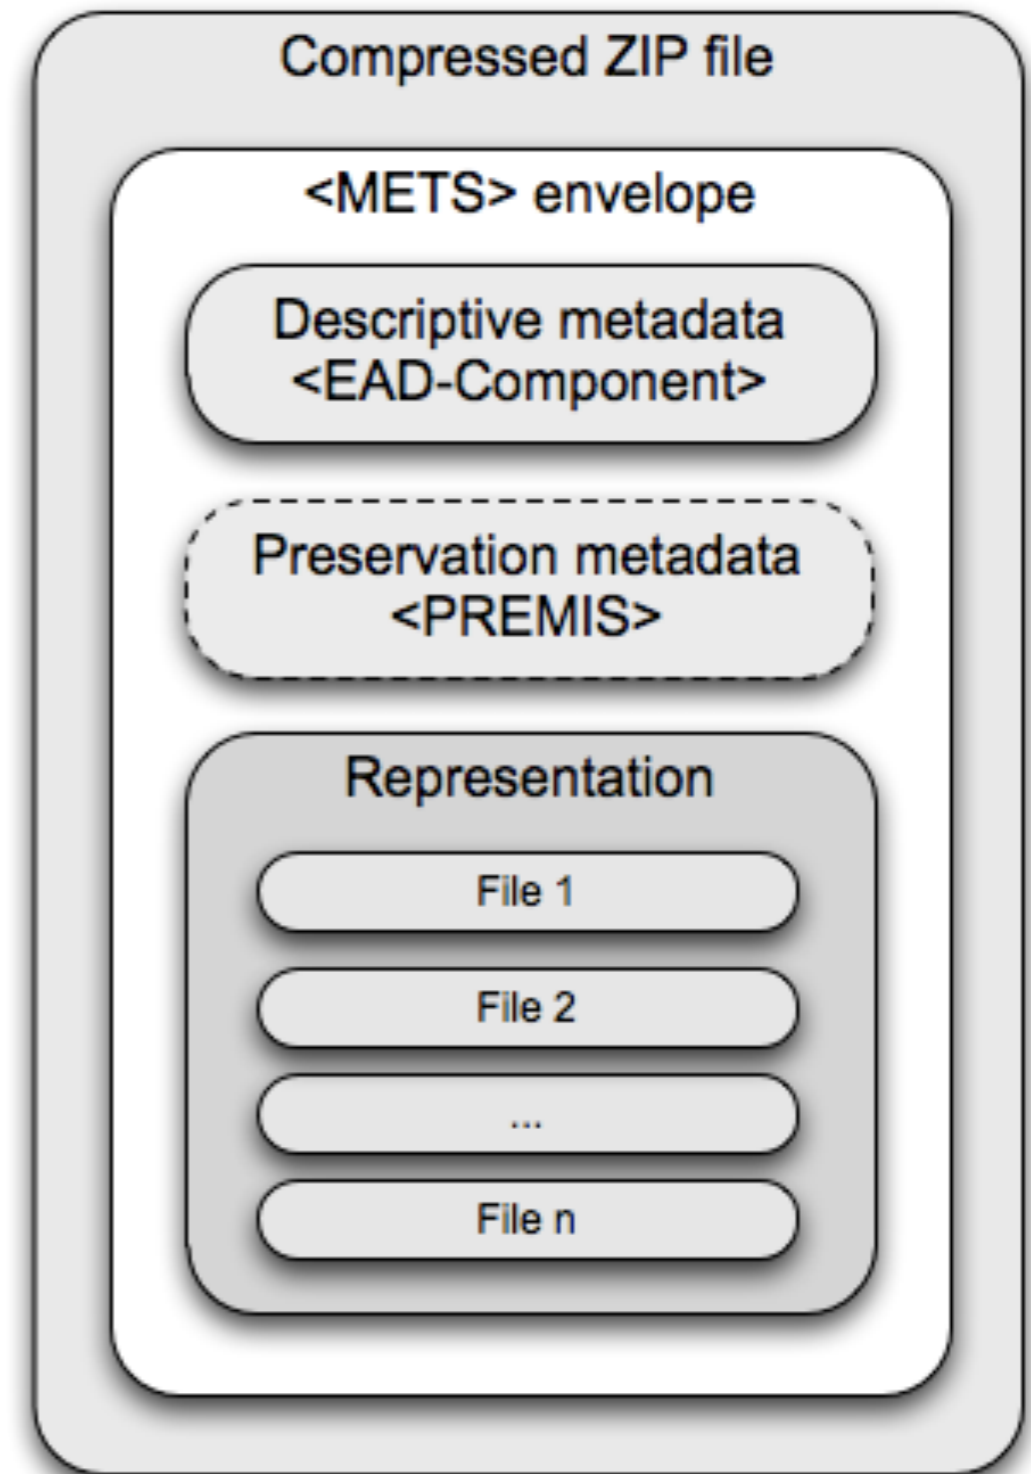 Compressed ZIP file
<METS> envelope
Descriptive metadata
<EAD-Component>
Preservation metadata
<PREMIS>
Representation
File 1
File 2
...
File n